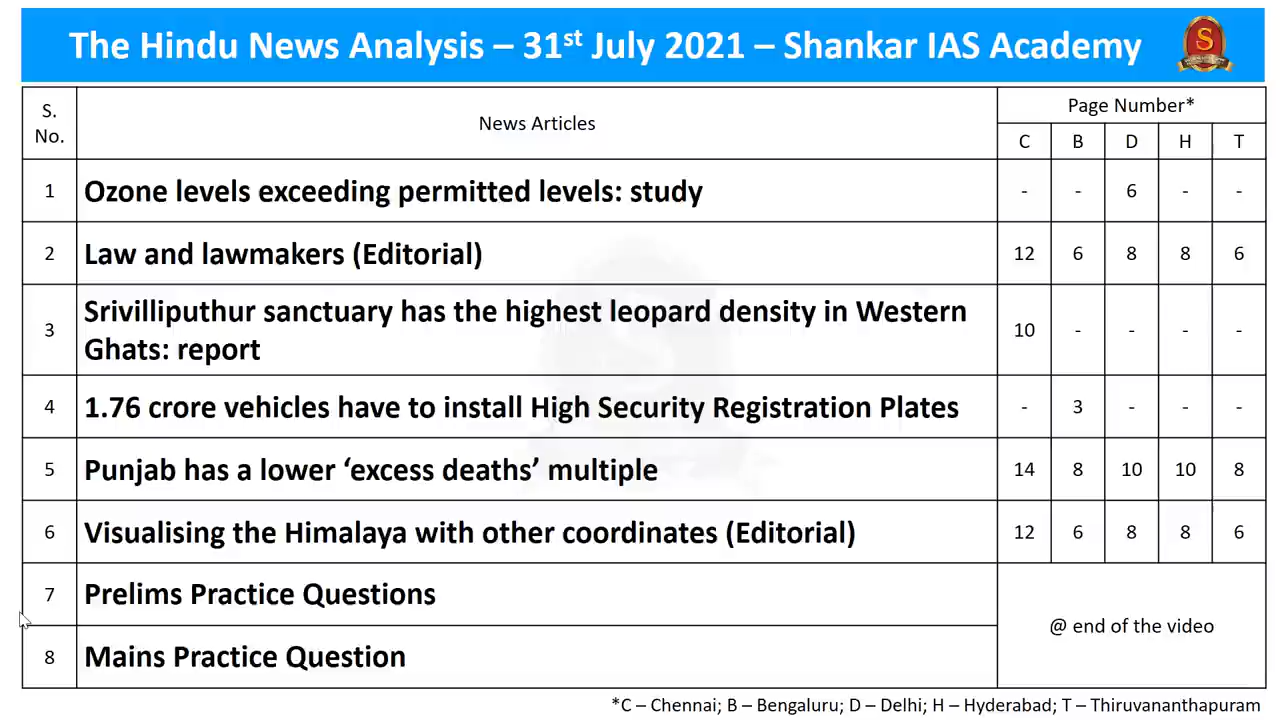 The Hindu News Analysis – 31st July 2021 – Shankar IAS Academy
S.
No.
News Articles
Page Number*
C B D H T
1 Ozone levels exceeding permitted levels: study - - 6 - -
2 Law and lawmakers (Editorial) 12 6 8 8 6
3 Srivilliputhur sanctuary has the highest leopard density in Western
Ghats: report 10 - - - -
4 1.76 crore vehicles have to install High Security Registration Plates - 3 - - -
5 Punjab has a lower ‘excess deaths’ multiple 14 8 10 10 8
6 Visualising the Himalaya with other coordinates (Editorial) 12 6 8 8 6
7 Prelims Practice Questions
@ end of the video
8 Mains Practice Question
*C – Chennai; B – Bengaluru; D – Delhi; H – Hyderabad; T – Thiruvananthapuram